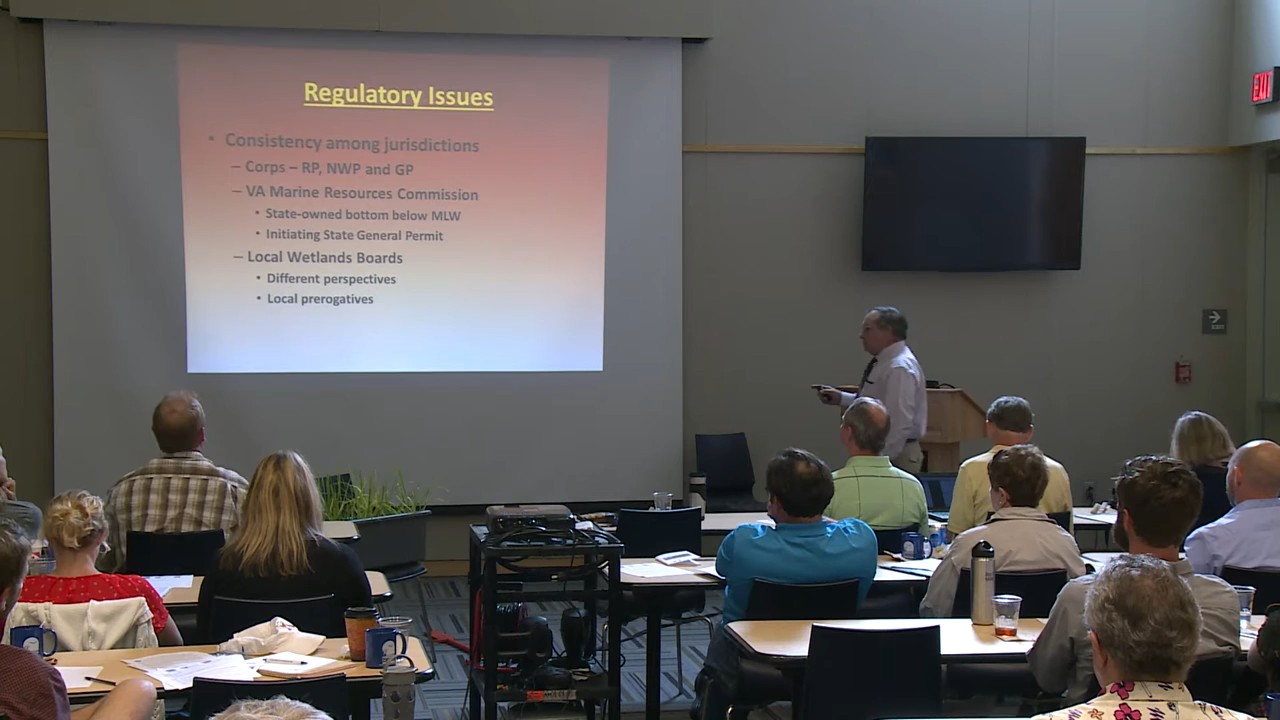 Regulatory Issues
• Consistency among jurisdictions
– Corps – RP, NWP and GP
– VA Marine Resources Commission
• State-owned bottom below MLW
• Initiating State General Permit
– Local Wetlands Boards
• Different perspectives
• Local prerogatives
EXIT
EXIT